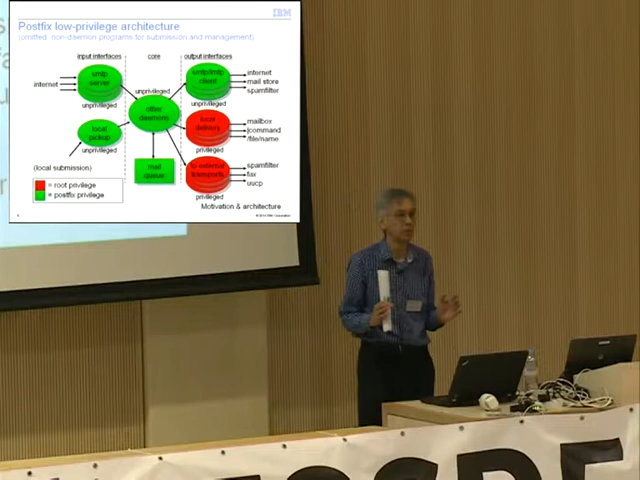 IBM
Postfix low-privilege architecture
(omitted: non-daemon programs for submission and management)
input interfaces
core
output interfaces
smtp server
internet
unprivileged
unprivileged
smtp/lmtp client
internet
mail store
spamfilter
unprivileged
other daemons
local pickup
unprivileged
local delivery
mailbox
|command
/file/name
privileged
(local submission)
mail queue
to external transports
spamfilter
fax
uucp
privileged
= root privilege
= postfix privilege
Motivation & architecture